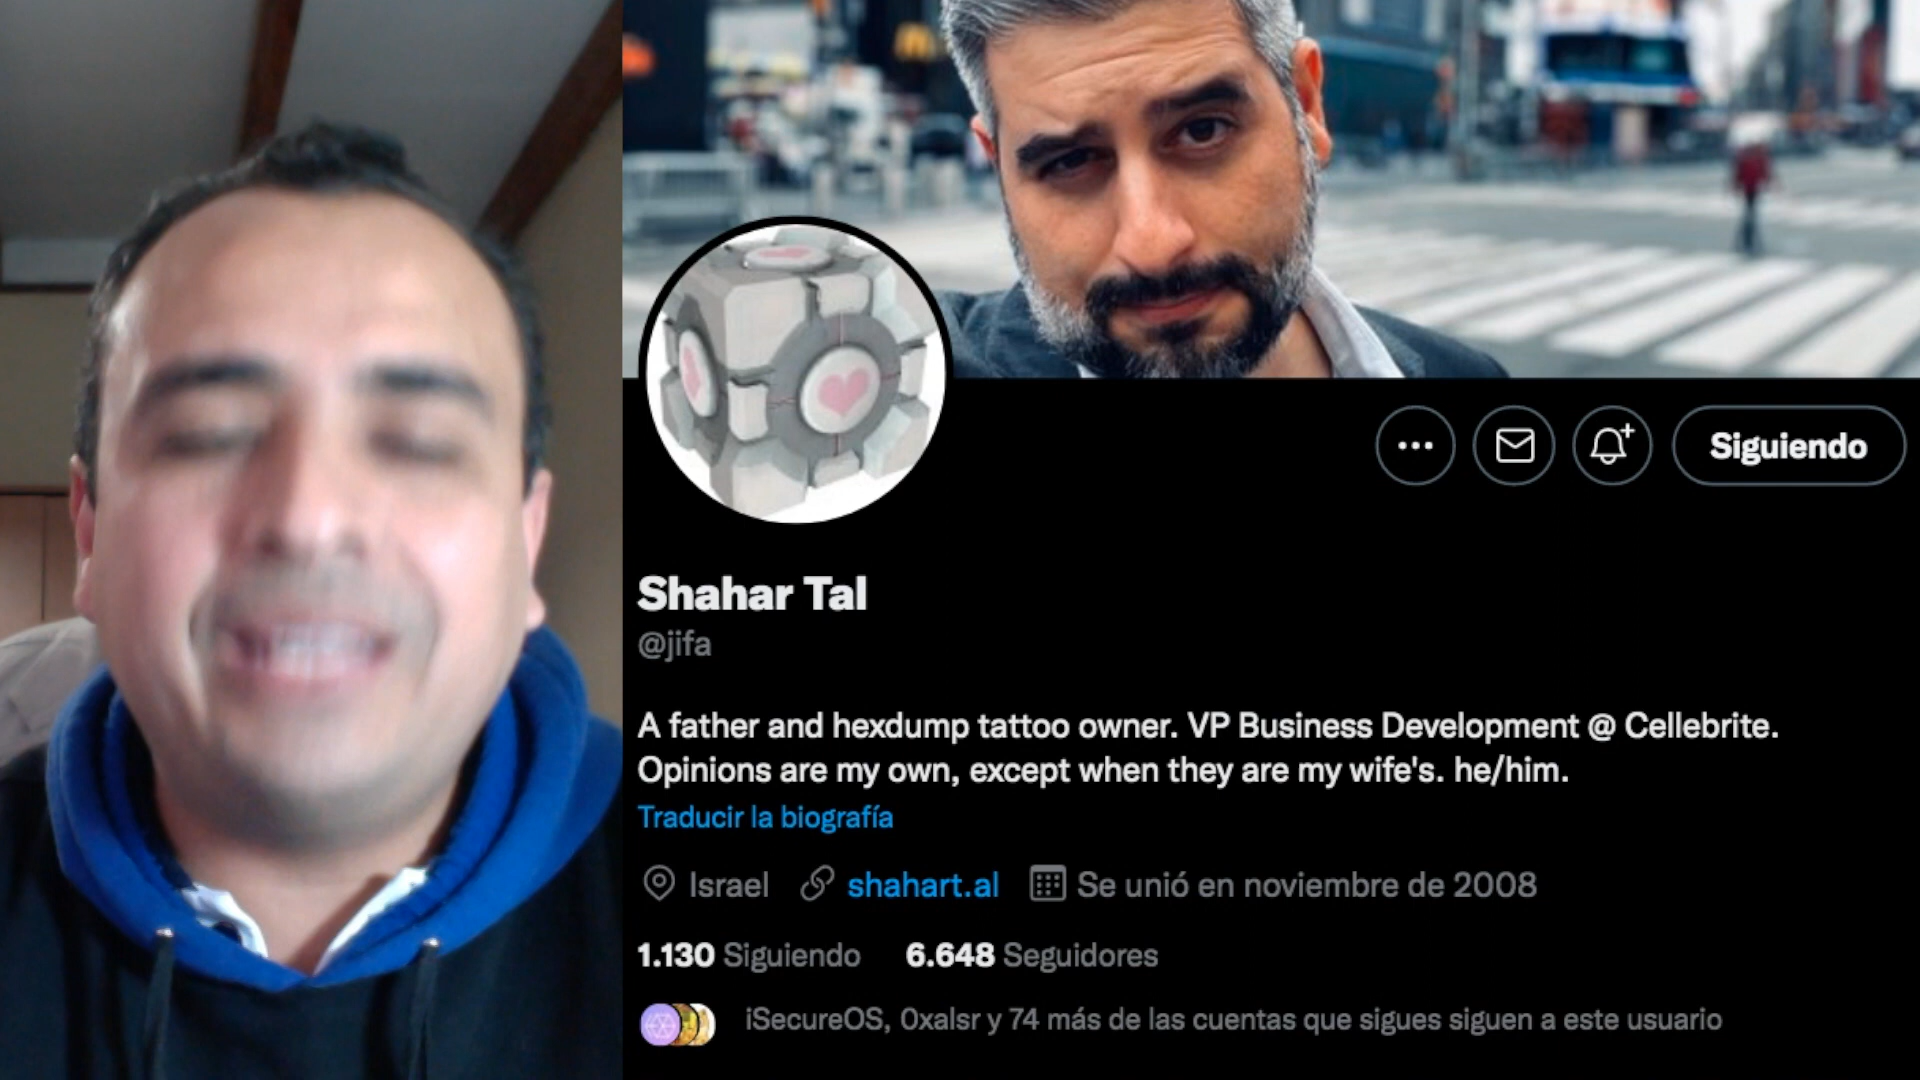 Siguiendo
Shahar Tal
@jifa
A father and hexdump tattoo owner. VP Business Development @ Cellebrite.
Opinions are my own, except when they are my wife's. he/him.
Traducir la biografía
Israel shahart.al Se unió en noviembre de 2008
1.130 Siguiendo 6.648 Seguidores
iSecureOS, 0xalsr y 74 más de las cuentas que sigues siguen a este usuario